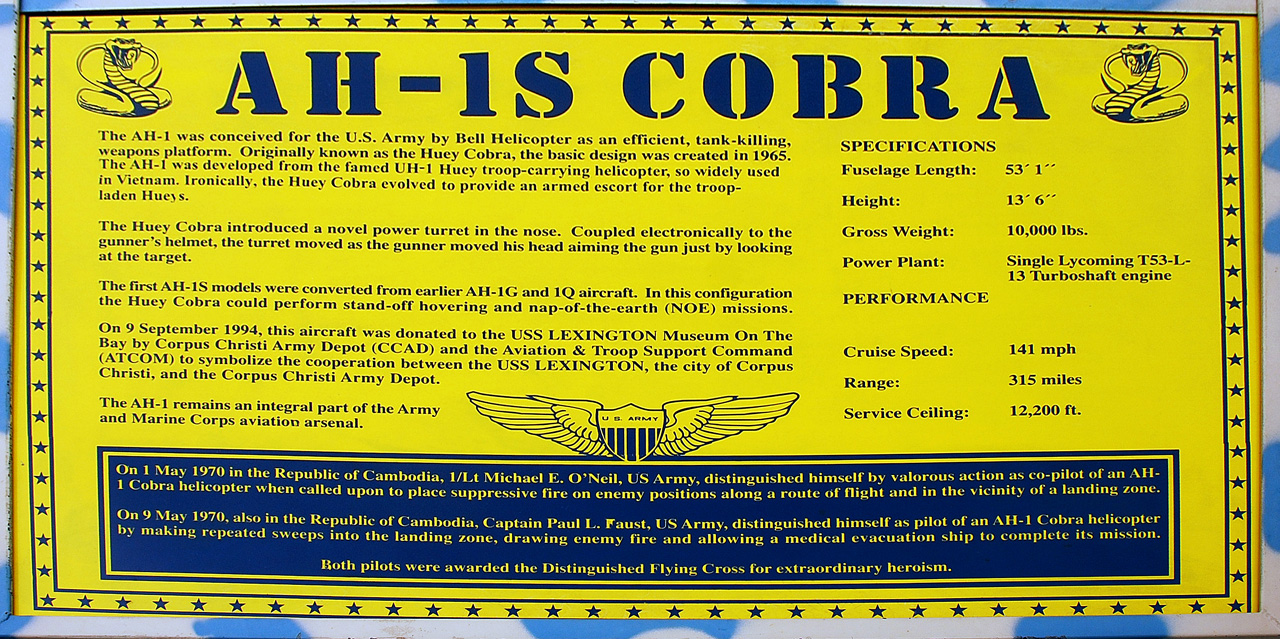 AH-1S COBRA
The AH-1 was conceived for the U.S. Army by Bell Helicopter as an efficient, tank-killing,
weapons platform. Originally known as the Huey Cobra, the basic design was created in 1965.
The AH-1 was developed from the famed UH-1 Huey troop-carrying helicopter, so widely used
in Vietnam. Ironically, the Huey Cobra evolved to provide an armed escort for the troop-
laden Hueys.
The Huey Cobra introduced a novel power turret in the nose. Coupled electronically to the
gunner's helmet, the turret moved as the gunner moved his head aiming the gun just by looking
at the target.
The first AH-1S models were converted from earlier AH-1G and 1Q aircraft. In this configuration
the Huey Cobra could perform stand-off hovering and nap-of-the-earth (NOE) missions.
On 9 September 1994, this aircraft was donated to the USS LEXINGTON Museum On The
Bay by Corpus Christi Army Depot (CCAD) and the Aviation & Troop Support Command
(ATCOM) to symbolize the cooperation between the USS LEXINGTON, the city of Corpus
Christi, and the Corpus Christi Army Depot.
The AH-1 remains an integral part of the Army
and Marine Corps aviation arsenal.
SPECIFICATIONS
Fuselage Length: 53´ 1´´
Height: 13´ 6´´
Gross Weight: 10,000 lbs.
Power Plant: Single Lycoming T53-L-
13 Turboshaft engine
PERFORMANCE
Cruise Speed: 141 mph
Range: 315 miles
Service Ceiling: 12,200 ft.
U.S. ARMY
On 1 May 1970 in the Republic of Cambodia, 1/Lt Michael E. O'Neil, US Army, distinguished himself by valorous action as co-pilot of an AH-
1 Cobra helicopter when called upon to place suppressive fire on enemy positions along a route of flight and in the vicinity of a landing zone.
On 9 May 1970, also in the Republic of Cambodia, Captain Paul L. Faust, US Army, distinguished himself as pilot of an AH-1 Cobra helicopter
by making repeated sweeps into the landing zone, drawing enemy fire and allowing a medical evacuation ship to complete its mission.
Both pilots were awarded the Distinguished Flying Cross for extraordinary heroism.